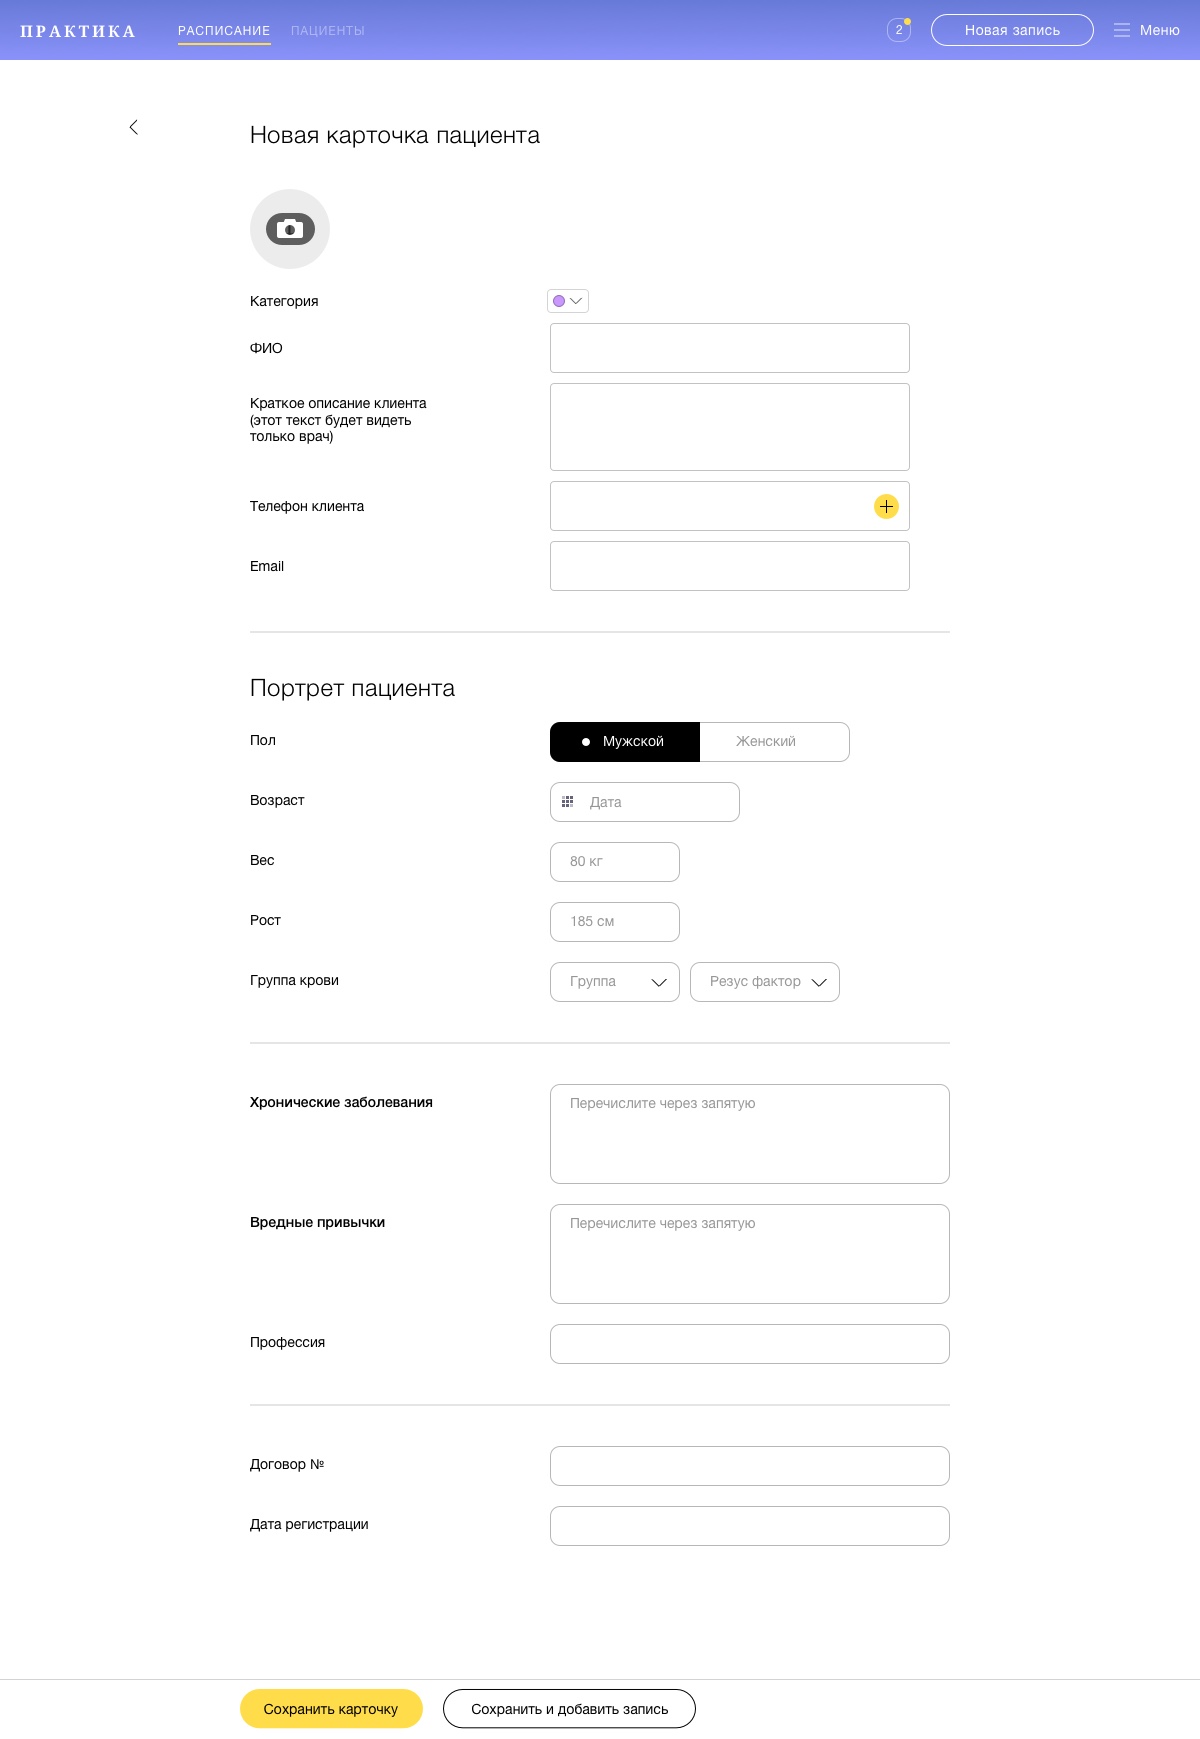 ПРАКТИКА
РАСПИСАНИЕ
ПАЦИЕНТЫ
2
Новая запись
Меню
Новая карточка пациента
Категория
ФИО
Краткое описание клиента
(этот текст будет видеть
только врач)
Телефон клиента
Email
Портрет пациента
Пол
Мужской
Женский
Возраст
Дата
Вес
80 кг
Рост
185 см
Группа крови
Группа
Резус фактор
Хронические заболевания
Перечислите через запятую
Вредные привычки
Перечислите через запятую
Профессия
Договор №
Дата регистрации
Сохранить карточку
Сохранить и добавить запись